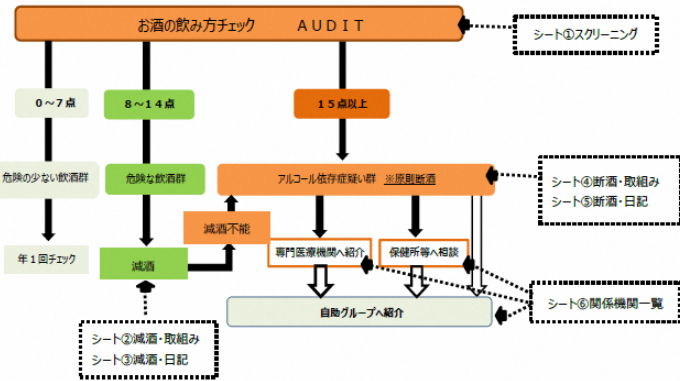 お酒の飲み方チェック　　ＡＵＤＩＴ
シート①スクリーニング
０～７点
８～１４点
１５点以上
危険の少ない飲酒群
危険な飲酒群
アルコール依存症疑い群　※原則断酒
シート④断酒・取組み
シート⑤断酒・日記
減酒不能
年１回チェック
減酒
専門医療機関へ紹介
保健所等へ相談
シート⑥関係機関一覧
自助グループへ紹介
シート②減酒・取組み
シート③減酒・日記